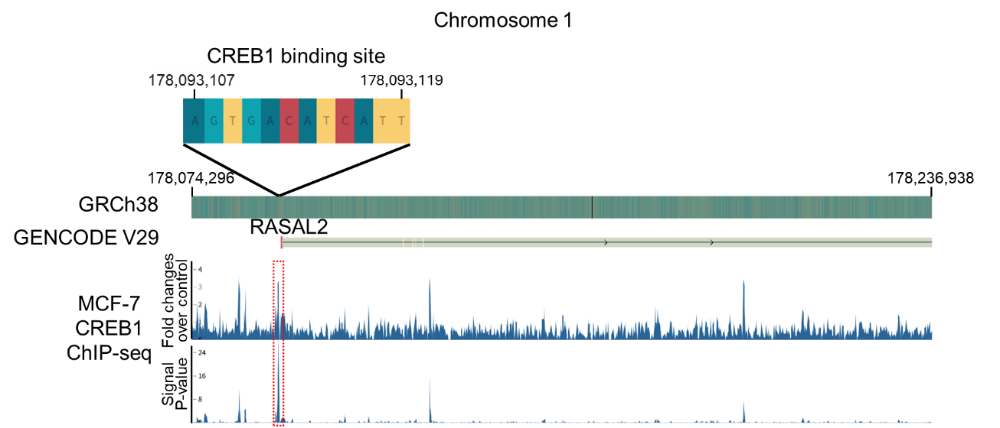 Chromosome 1
CREB1 binding site
178,093,107 178,093,119
A G T G A C A T C A T T
178,074,296 178,236,938
GRCh38
RASAL2
GENCODE V29
MCF-7
CREB1
ChIP-seq
Fold changes
over control
4
3
2
0
Signal
P-value
24
16
8